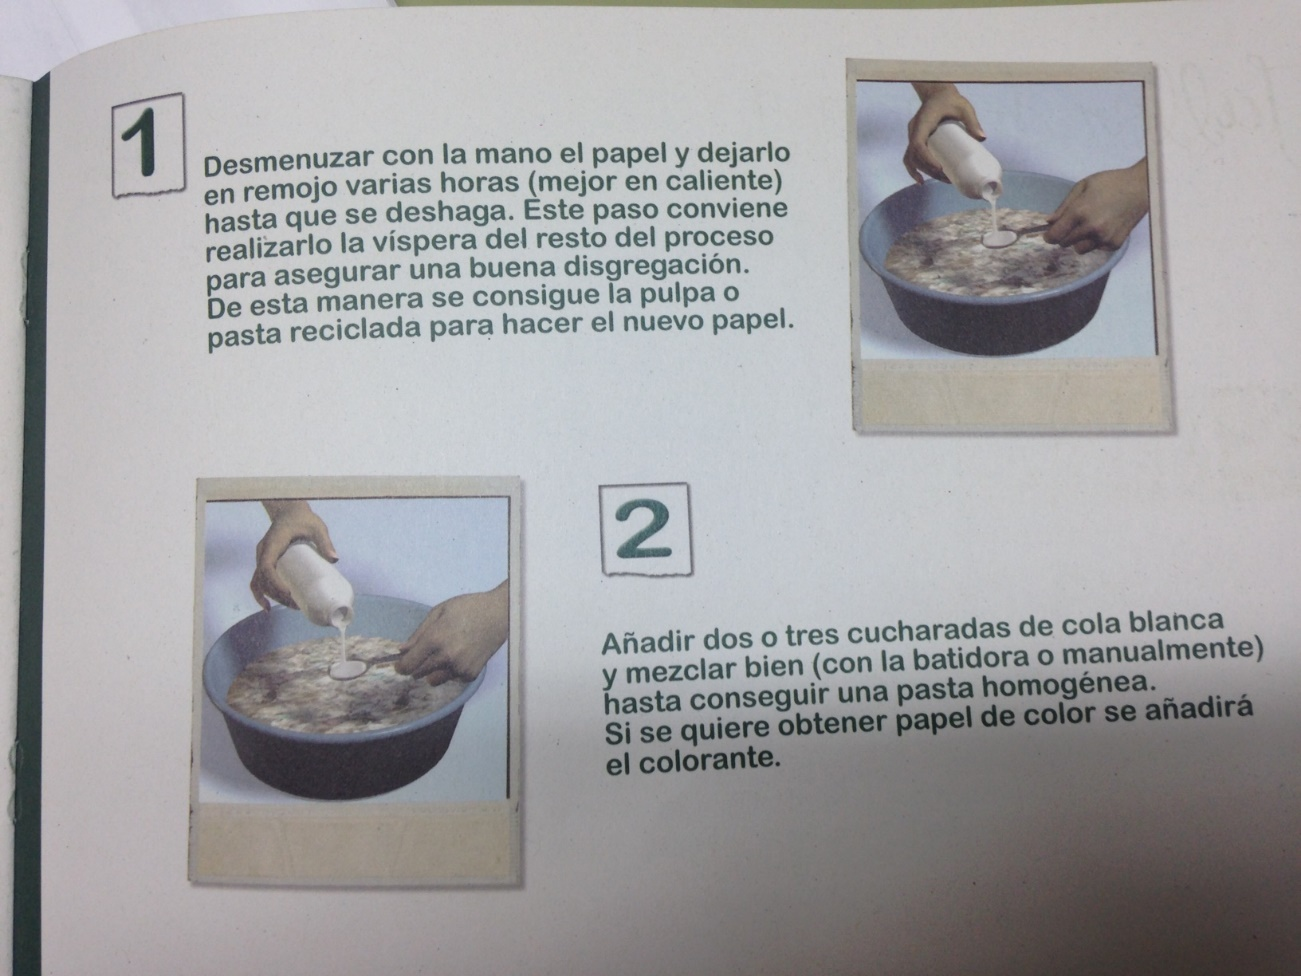 1
Desmenuzar con la mano el papel y dejarlo
en remojo varias horas (mejor en caliente)
hasta que se deshaga. Este paso conviene
realizarlo la víspera del resto del proceso
para asegurar una buena disgregación.
De esta manera se consigue la pulpa o
pasta reciclada para hacer el nuevo papel.
2
Añadir dos o tres cucharadas de cola blanca
y mezclar bien (con la batidora o manualmente)
hasta conseguir una pasta homogénea.
Si se quiere obtener papel de color se añadirá
el colorante.